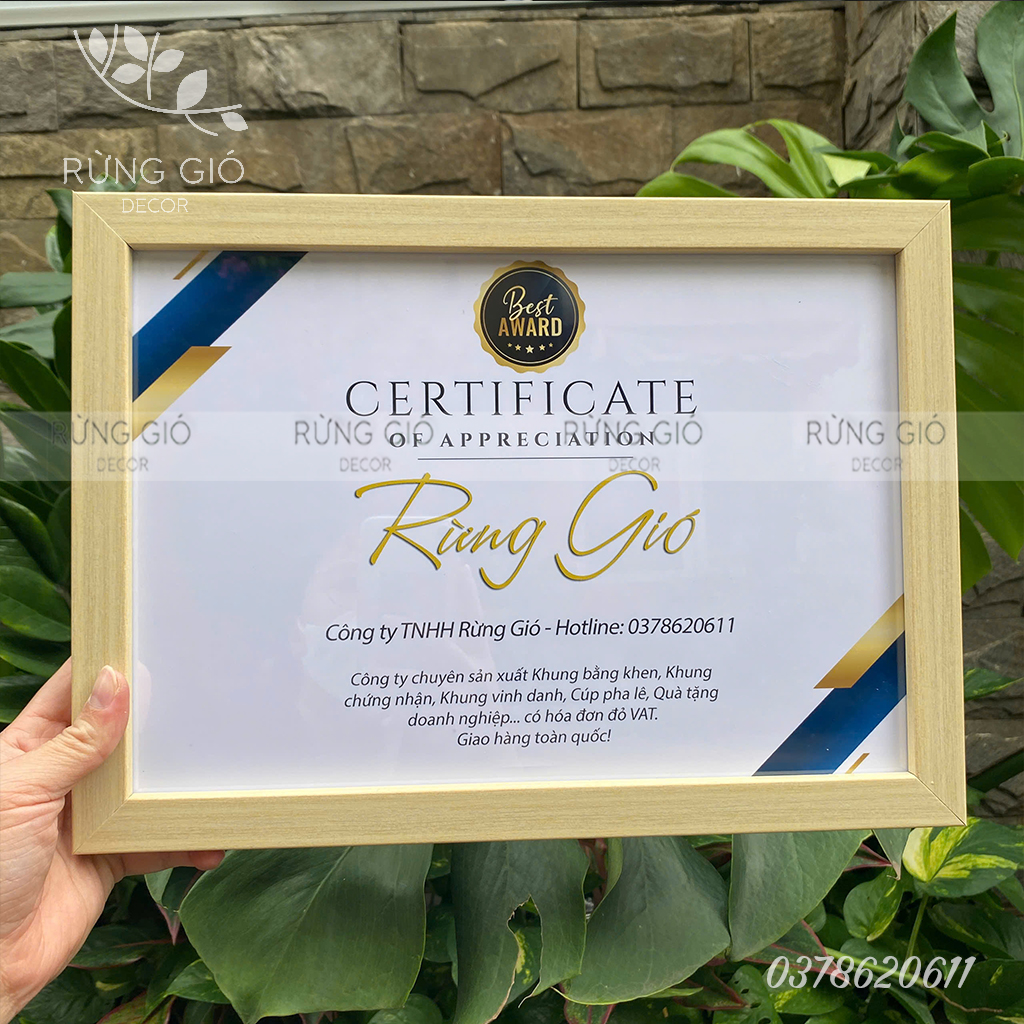 RỪNG GIÓ
DECOR
Best
AWARD
CERTIFICATE
OF APPRECIATION
RỪNG GIÓ RỪNG GIÓ RỪNG GIÓ RỪNG GIÓ
DECOR DECOR DECOR DECOR
Rừng Gió
Công ty TNHH Rừng Gió - Hotline: 0378620611
Công ty chuyên sản xuất Khung bằng khen, Khung
chứng nhận, Khung vinh danh, Cúp pha lê, Quà tặng
doanh nghiệp... có hóa đơn đỏ VAT.
Giao hàng toàn quốc!
0378620611